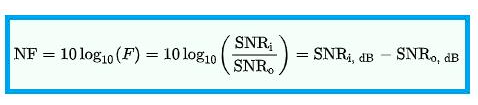 NF = 10 log₁₀ (F) = 10 log₁₀ (SNRᵢ / SNRₒ) = SNRᵢ, dB − SNRₒ, dB